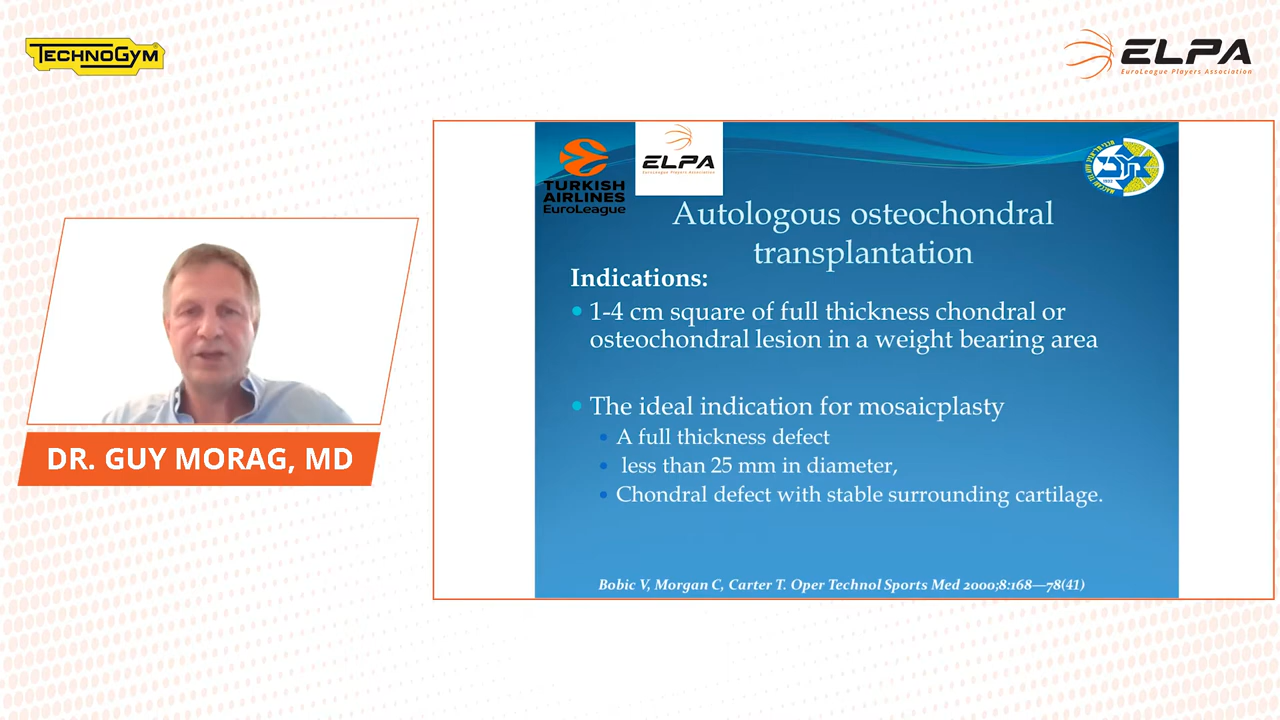 TECHNOGYM
ELPA
EuroLeague Players Association
TURKISH
AIRLINES
EuroLeague
ELPA
Autologous osteochondral
transplantation
Indications:
• 1-4 cm square of full thickness chondral or
osteochondral lesion in a weight bearing area
• The ideal indication for mosaicplasty
• A full thickness defect
• less than 25 mm in diameter,
• Chondral defect with stable surrounding cartilage.
Bobic V, Morgan C, Carter T. Oper Technol Sports Med 2000;8:168—78(41)
DR. GUY MORAG, MD